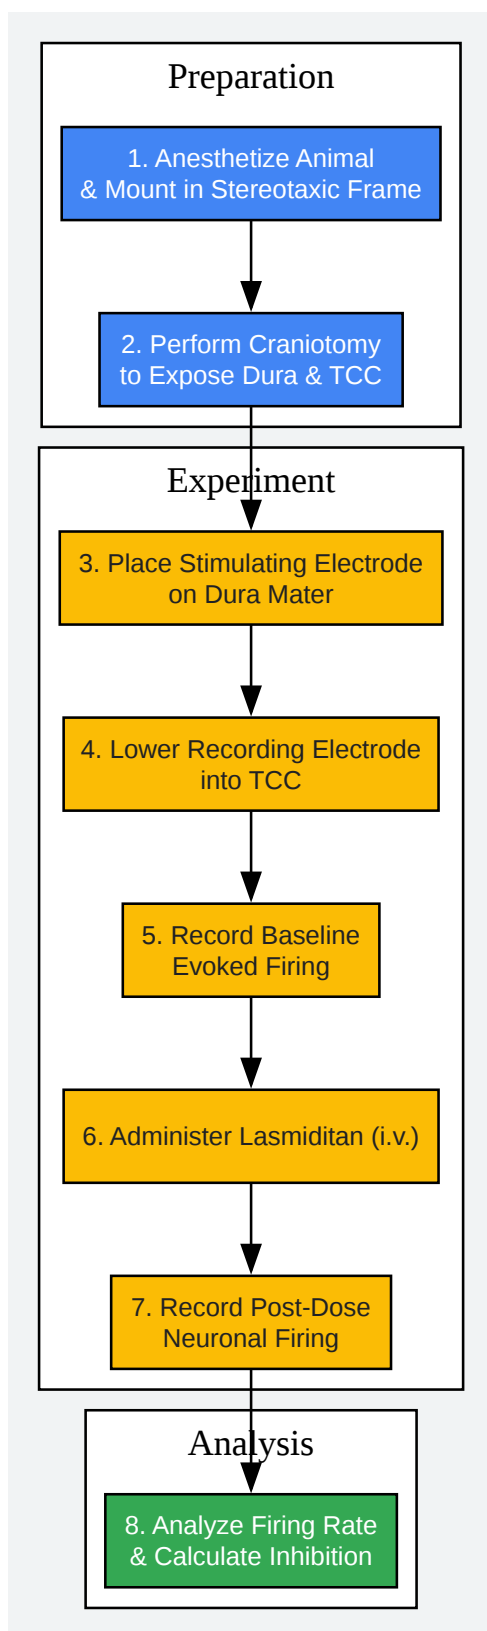 Preparation
1. Anesthetize Animal
& Mount in Stereotaxic Frame
2. Perform Craniotomy
to Expose Dura & TCC
Experiment
3. Place Stimulating Electrode
on Dura Mater
4. Lower Recording Electrode
into TCC
5. Record Baseline
Evoked Firing
6. Administer Lasmiditan (i.v.)
7. Record Post-Dose
Neuronal Firing
Analysis
8. Analyze Firing Rate
& Calculate Inhibition